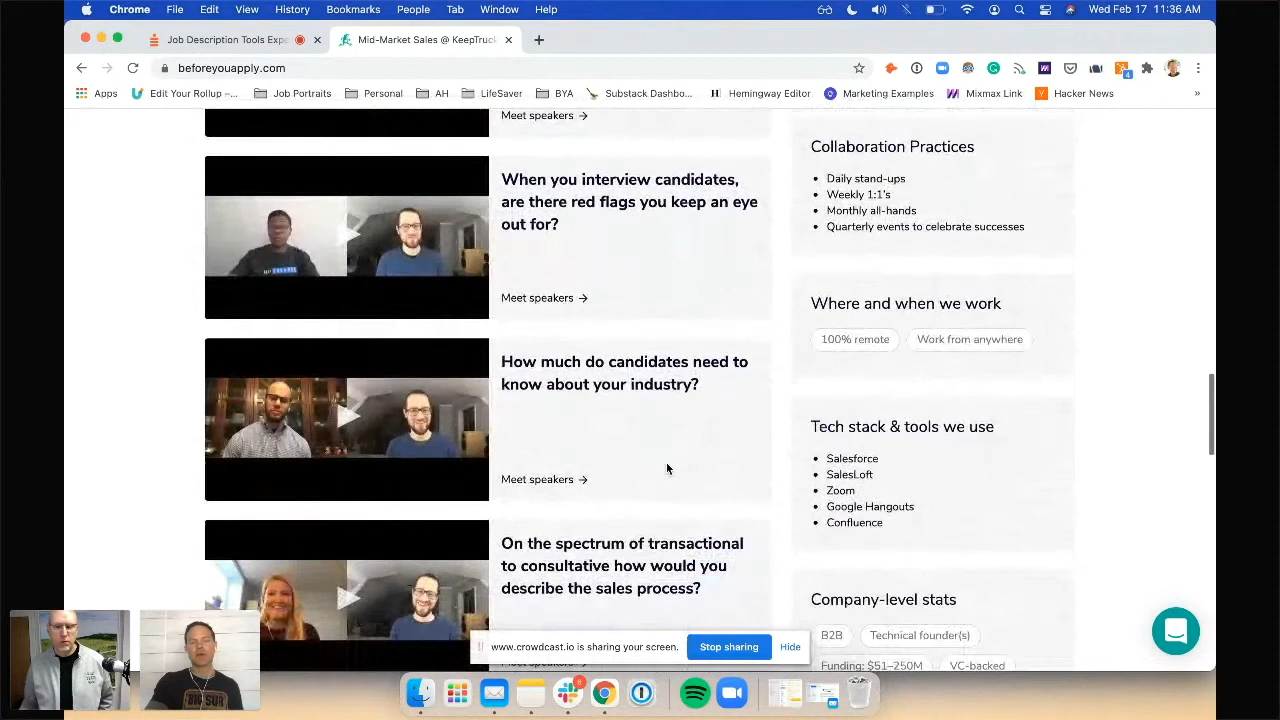 Chrome File Edit View History Bookmarks People Tab Window Help Wed Feb 17 11:36 AM
Job Description Tools Exp
Mid-Market Sales @ KeepTruck
beforeyouapply.com
4
Apps Edit Your Rollup –... Job Portraits Personal AH LifeSaver BYA Substack Dashbo... Hemingway Editor Marketing Examples Mixmax Link Hacker News »
Meet speakers →
When you interview candidates,
are there red flags you keep an eye
out for?
Meet speakers →
How much do candidates need to
know about your industry?
Meet speakers →
On the spectrum of transactional
to consultative how would you
describe the sales process?
Collaboration Practices
Daily stand-ups
Weekly 1:1's
Monthly all-hands
Quarterly events to celebrate successes
Where and when we work
100% remote Work from anywhere
Tech stack & tools we use
Salesforce
SalesLoft
Zoom
Google Hangouts
Confluence
Company-level stats
B2B Technical founder(s)
Funding: $51–250M VC-backed
www.crowdcast.io is sharing your screen. Stop sharing Hide
6
BIG SUR